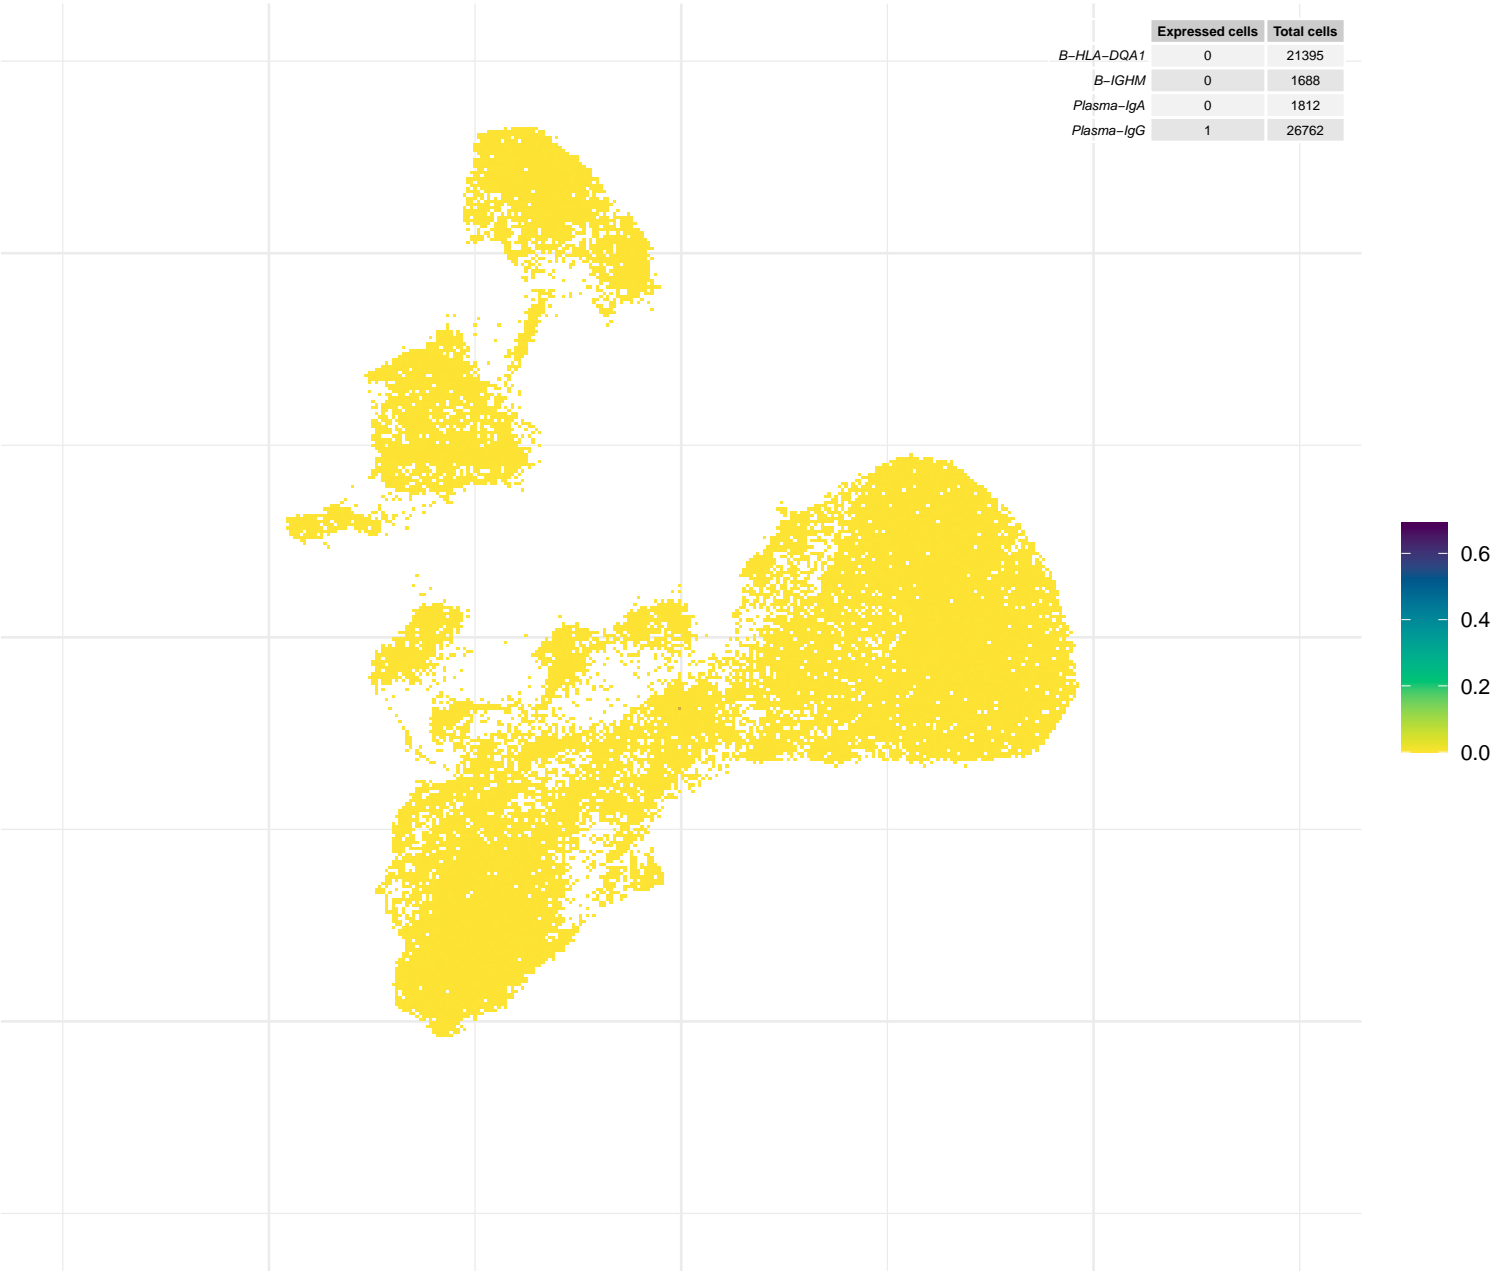 Expressed cells Total cells
B−HLA−DQA1 0 21395
B−IGHM 0 1688
Plasma−IgA 0 1812
Plasma−IgG 1 26762
0.6
0.4
0.2
0.0